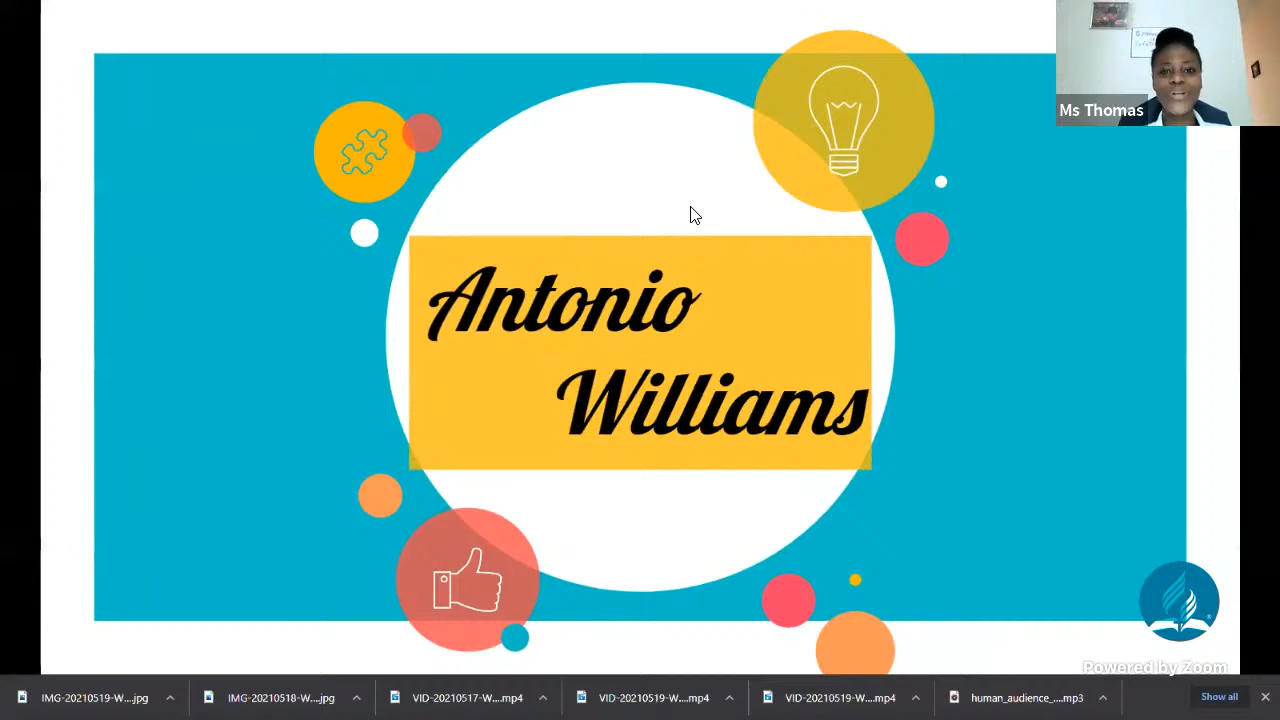 Ms Thomas
Antonio
Williams
Powered by Zoom
IMG-20210519-W....jpg
IMG-20210518-W....jpg
VID-20210517-W....mp4
VID-20210519-W....mp4
VID-20210519-W....mp4
human_audience_....mp3
Show all